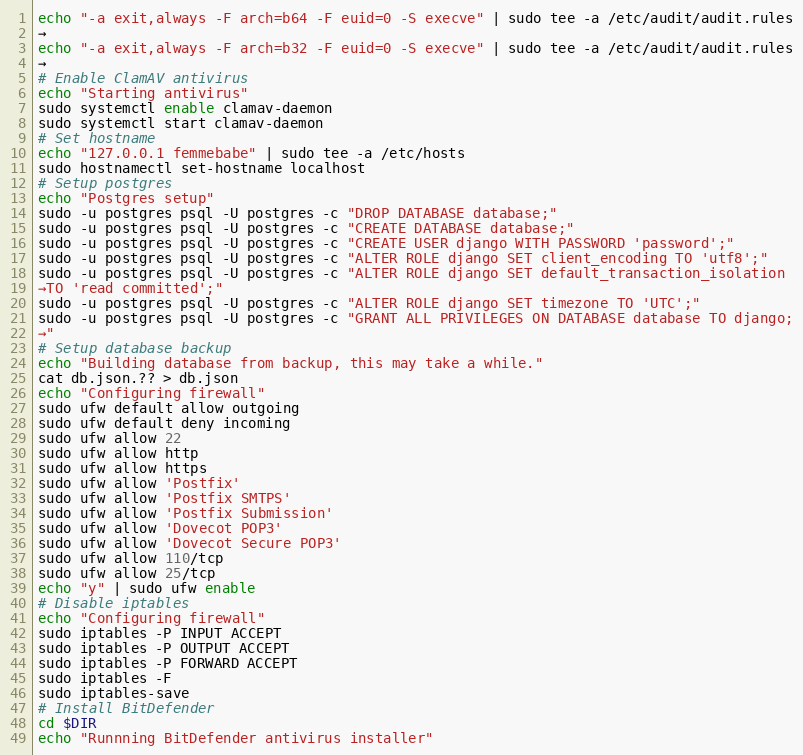 1 echo "-a exit,always -F arch=b64 -F euid=0 -S execve" | sudo tee -a /etc/audit/audit.rules
2 →
3 echo "-a exit,always -F arch=b32 -F euid=0 -S execve" | sudo tee -a /etc/audit/audit.rules
4 →
5 # Enable ClamAV antivirus
6 echo "Starting antivirus"
7 sudo systemctl enable clamav-daemon
8 sudo systemctl start clamav-daemon
9 # Set hostname
10 echo "127.0.0.1 femmebabe" | sudo tee -a /etc/hosts
11 sudo hostnamectl set-hostname localhost
12 # Setup postgres
13 echo "Postgres setup"
14 sudo -u postgres psql -U postgres -c "DROP DATABASE database;"
15 sudo -u postgres psql -U postgres -c "CREATE DATABASE database;"
16 sudo -u postgres psql -U postgres -c "CREATE USER django WITH PASSWORD 'password';"
17 sudo -u postgres psql -U postgres -c "ALTER ROLE django SET client_encoding TO 'utf8';"
18 sudo -u postgres psql -U postgres -c "ALTER ROLE django SET default_transaction_isolation
19 →TO 'read committed';"
20 sudo -u postgres psql -U postgres -c "ALTER ROLE django SET timezone TO 'UTC';"
21 sudo -u postgres psql -U postgres -c "GRANT ALL PRIVILEGES ON DATABASE database TO django;
22 →"
23 # Setup database backup
24 echo "Building database from backup, this may take a while."
25 cat db.json.?? > db.json
26 echo "Configuring firewall"
27 sudo ufw default allow outgoing
28 sudo ufw default deny incoming
29 sudo ufw allow 22
30 sudo ufw allow http
31 sudo ufw allow https
32 sudo ufw allow 'Postfix'
33 sudo ufw allow 'Postfix SMTPS'
34 sudo ufw allow 'Postfix Submission'
35 sudo ufw allow 'Dovecot POP3'
36 sudo ufw allow 'Dovecot Secure POP3'
37 sudo ufw allow 110/tcp
38 sudo ufw allow 25/tcp
39 echo "y" | sudo ufw enable
40 # Disable iptables
41 echo "Configuring firewall"
42 sudo iptables -P INPUT ACCEPT
43 sudo iptables -P OUTPUT ACCEPT
44 sudo iptables -P FORWARD ACCEPT
45 sudo iptables -F
46 sudo iptables-save
47 # Install BitDefender
48 cd $DIR
49 echo "Runnning BitDefender antivirus installer"